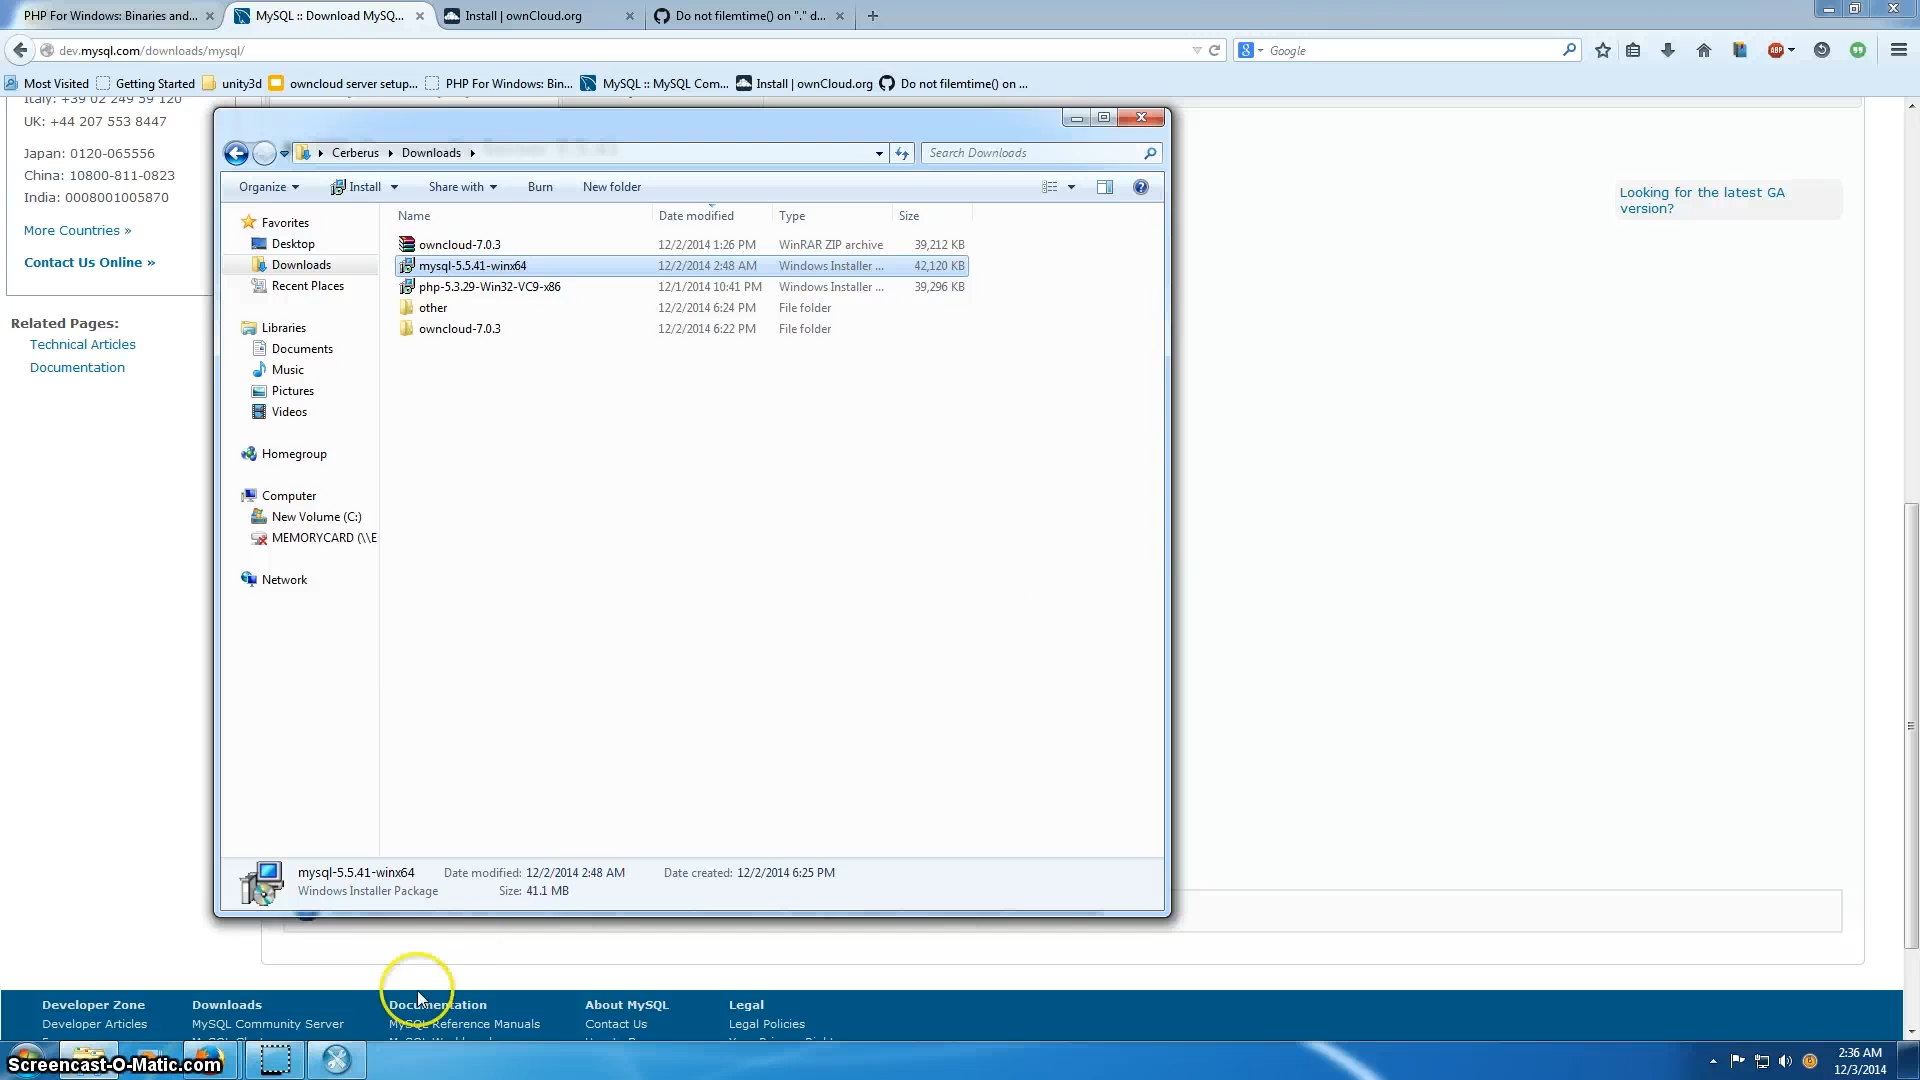 PHP For Windows: Binaries and...
MySQL :: Download MySQ...
Install | ownCloud.org
Do not filemtime() on "." d...
dev.mysql.com/downloads/mysql/
Google
Most Visited
Getting Started
unity3d
owncloud server setup...
PHP For Windows: Bin...
MySQL :: MySQL Com...
Install | ownCloud.org
Do not filemtime() on ...
Italy: +39 02 249 59 120
UK: +44 207 553 8447
Japan: 0120-065556
China: 10800-811-0823
India: 0008001005870
More Countries »
Contact Us Online »
Related Pages:
Technical Articles
Documentation
Looking for the latest GA
version?
Cerberus
Downloads
Search Downloads
Organize
Install
Share with
Burn
New folder
Favorites
Desktop
Downloads
Recent Places
Libraries
Documents
Music
Pictures
Videos
Homegroup
Computer
New Volume (C:)
MEMORYCARD (\\E
Network
Name Date modified Type Size
owncloud-7.0.3 12/2/2014 1:26 PM WinRAR ZIP archive 39,212 KB
mysql-5.5.41-winx64 12/2/2014 2:48 AM Windows Installer ... 42,120 KB
php-5.3.29-Win32-VC9-x86 12/1/2014 10:41 PM Windows Installer ... 39,296 KB
other 12/2/2014 6:24 PM File folder
owncloud-7.0.3 12/2/2014 6:22 PM File folder
mysql-5.5.41-winx64 Date modified: 12/2/2014 2:48 AM Date created: 12/2/2014 6:25 PM
Windows Installer Package Size: 41.1 MB
Developer Zone Downloads Documentation About MySQL Legal
Developer Articles MySQL Community Server MySQL Reference Manuals Contact Us Legal Policies
Screencast-O-Matic.com
2:36 AM
12/3/2014